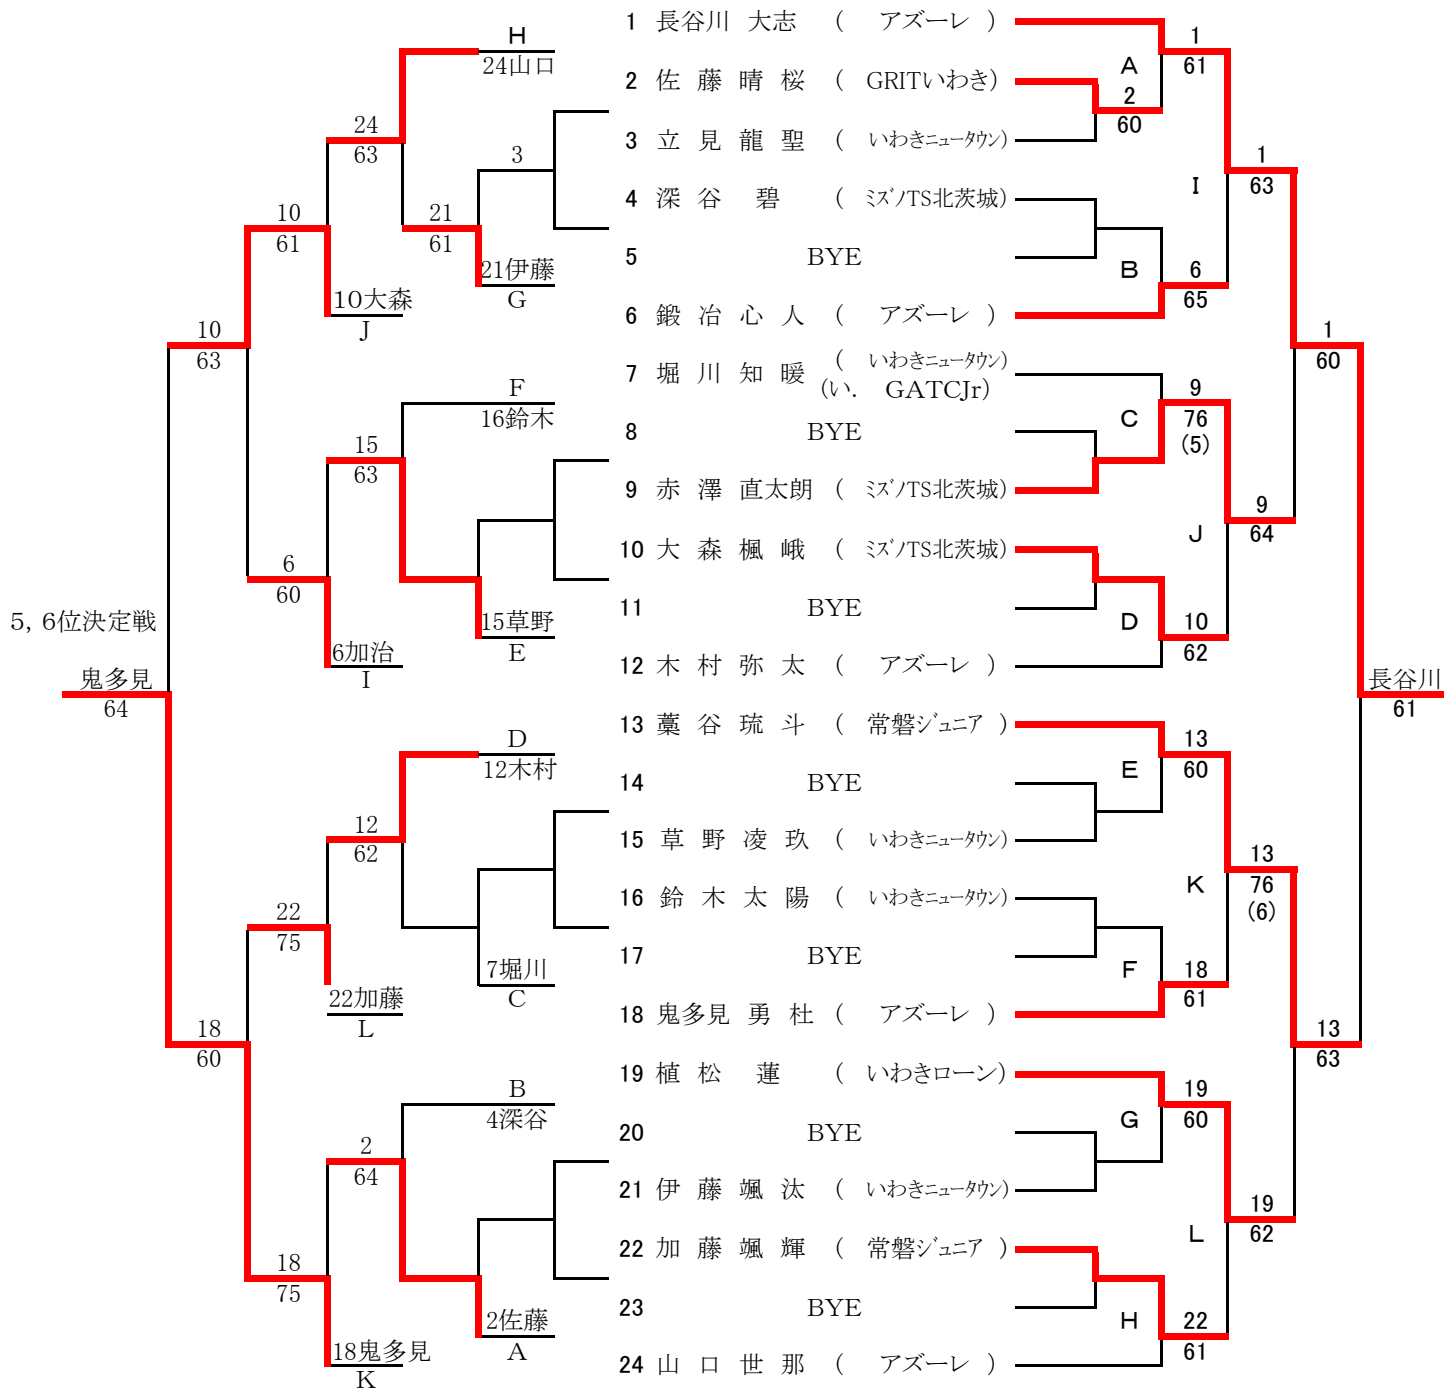 H
24山口
24
63
3
10
61
21
61
21伊藤
G
10大森
J
10
63
F
16鈴木
15
63
6
60
5, 6位決定戦
15草野
E
6加治
I
鬼多見
64
D
12木村
12
62
22
75
7堀川
C
22加藤
L
18
60
B
4深谷
2
64
18
75
2佐藤
A
18鬼多見
K
1 長谷川 大志 ( アズーレ )
2 佐 藤 晴 桜 ( GRITいわき)
3 立 見 龍 聖 ( いわきニュータウン)
4 深 谷 碧 ( ミズノTS北茨城)
5 BYE
6 鍛 冶 心 人 ( アズーレ )
7 堀 川 知 暖 ( いわきニュータウン)
(い. GATCJr)
8 BYE
9 赤 澤 直太朗 ( ミズノTS北茨城)
10 大 森 楓 峨 ( ミズノTS北茨城)
11 BYE
12 木 村 弥 太 ( アズーレ )
13 藁 谷 琉 斗 ( 常磐ジュニア )
14 BYE
15 草 野 凌 玖 ( いわきニュータウン)
16 鈴 木 太 陽 ( いわきニュータウン)
17 BYE
18 鬼多見 勇 杜 ( アズーレ )
19 植 松 蓮 ( いわきローン)
20 BYE
21 伊 藤 颯 汰 ( いわきニュータウン)
22 加 藤 颯 輝 ( 常磐ジュニア )
23 BYE
24 山 口 世 那 ( アズーレ )
A
2
60
1
61
I
1
63
B
6
65
1
60
C
9
76
(5)
9
64
J
D
10
62
長谷川
61
E
13
60
K
13
76
(6)
F
18
61
13
63
G
19
60
19
62
L
H
22
61